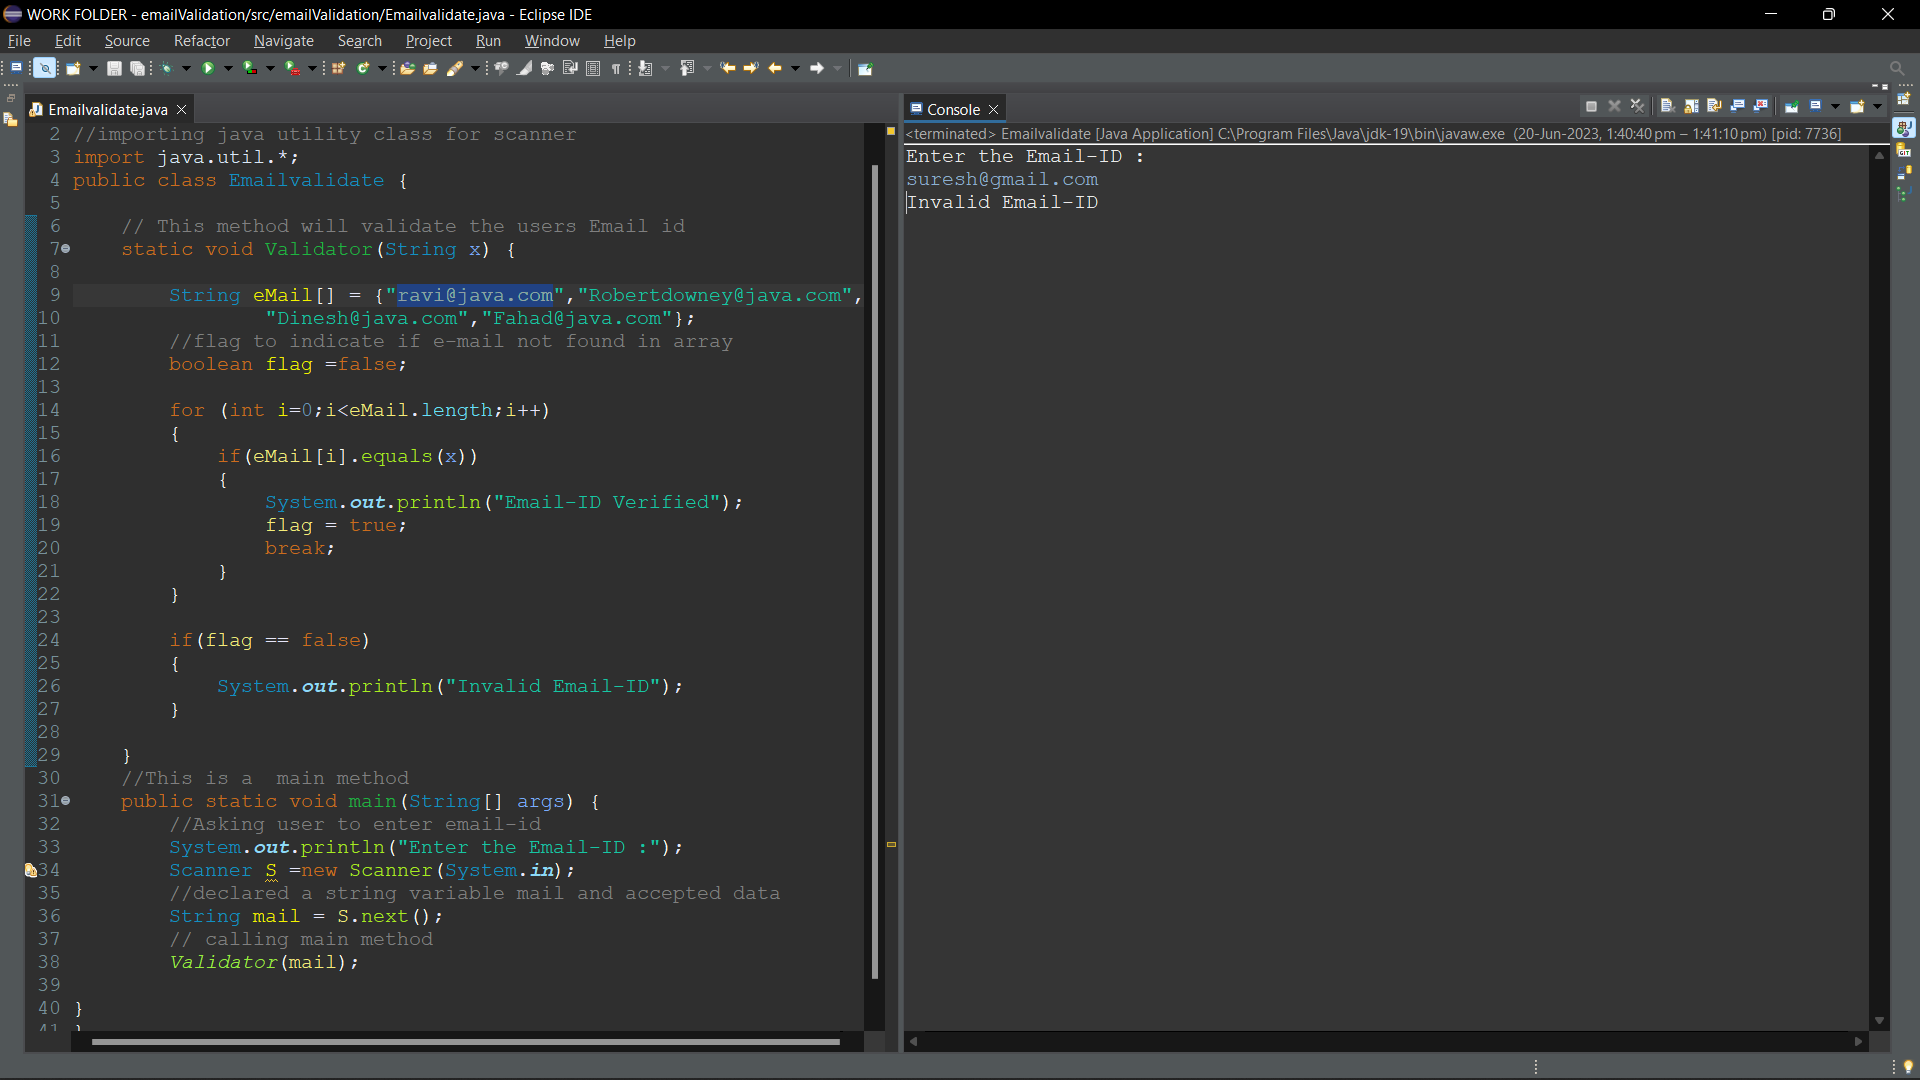 WORK FOLDER - emailValidation/src/emailValidation/Emailvalidate.java - Eclipse IDE
File Edit Source Refactor Navigate Search Project Run Window Help
Emailvalidate.java
2 //importing java utility class for scanner
3 import java.util.*;
4 public class Emailvalidate {
5
6 // This method will validate the users Email id
7 static void Validator(String x) {
8
9 String eMail[] = {"ravi@java.com","Robertdowney@java.com",
10 "Dinesh@java.com","Fahad@java.com"};
11 //flag to indicate if e-mail not found in array
12 boolean flag =false;
13
14 for (int i=0;i<eMail.length;i++)
15 {
16 if(eMail[i].equals(x))
17 {
18 System.out.println("Email-ID Verified");
19 flag = true;
20 break;
21 }
22 }
23
24 if(flag == false)
25 {
26 System.out.println("Invalid Email-ID");
27 }
28
29 }
30 //This is a  main method
31 public static void main(String[] args) {
32 //Asking user to enter email-id
33 System.out.println("Enter the Email-ID :");
34 Scanner S =new Scanner(System.in);
35 //declared a string variable mail and accepted data
36 String mail = S.next();
37 // calling main method
38 Validator(mail);
39
40 }
41 }
Console
<terminated> Emailvalidate [Java Application] C:\Program Files\Java\jdk-19\bin\javaw.exe (20-Jun-2023, 1:40:40 pm – 1:41:10 pm) [pid: 7736]
Enter the Email-ID :
suresh@gmail.com
Invalid Email-ID